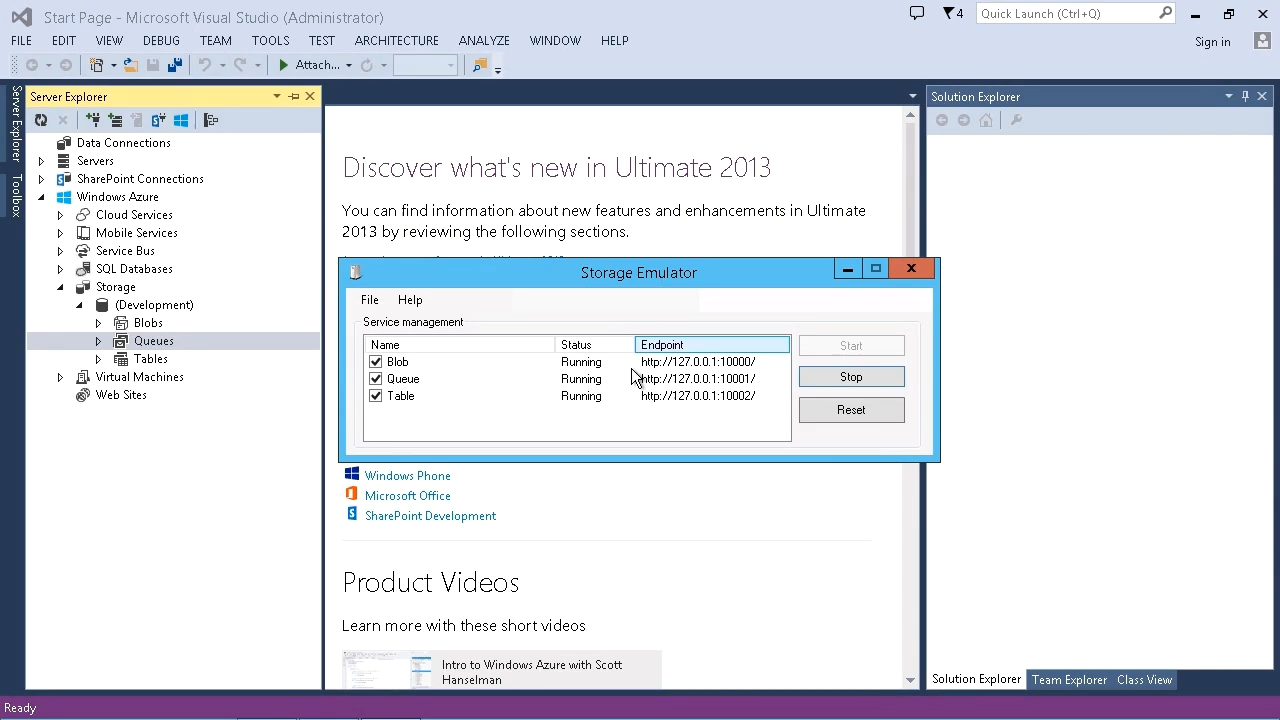 Start Page - Microsoft Visual Studio (Administrator)
4
Quick Launch (Ctrl+Q)
FILE EDIT VIEW DEBUG TEAM TOOLS TEST ARCHITECTURE ANALYZE WINDOW HELP
Sign in
Attach...
Server Explorer
Toolbox
Server Explorer
Data Connections
Servers
SharePoint Connections
Windows Azure
Cloud Services
Mobile Services
Service Bus
SQL Databases
Storage
(Development)
Blobs
Queues
Tables
Virtual Machines
Web Sites
Discover what's new in Ultimate 2013
You can find information about new features and enhancements in Ultimate
2013 by reviewing the following sections.
Storage Emulator
File Help
Service management
Name Status Endpoint
Blob Running http://127.0.0.1:10000/
Queue Running http://127.0.0.1:10001/
Table Running http://127.0.0.1:10002/
Start
Stop
Reset
Windows Phone
Microsoft Office
SharePoint Development
Product Videos
Learn more with these short videos
Intro to Windows Azure with Scott
Hanselman
Solution Explorer
Solution Explorer Team Explorer Class View
Ready